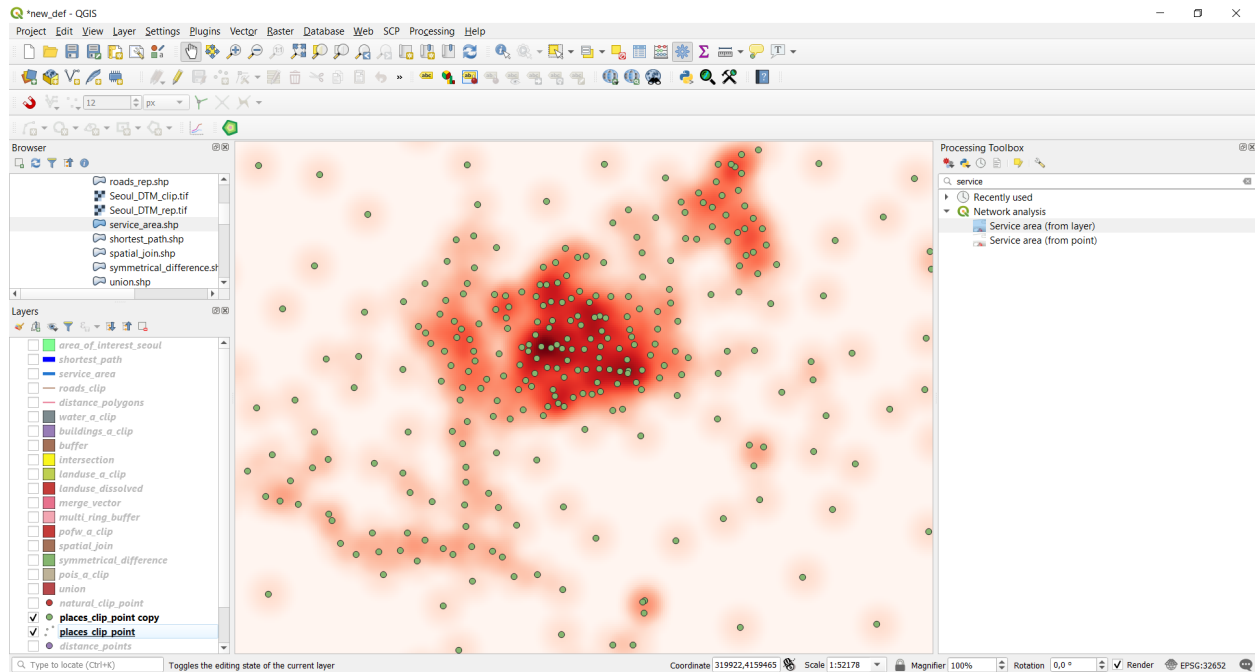 *new_def - QGIS
Project Edit View Layer Settings Plugins Vector Raster Database Web SCP Processing Help
12 px
Browser
roads_rep.shp
Seoul_DTM_clip.tif
Seoul_DTM_rep.tif
service_area.shp
shortest_path.shp
spatial_join.shp
symmetrical_difference.sh
union.shp
Layers
area_of_interest_seoul
shortest_path
service_area
roads_clip
distance_polygons
water_a_clip
buildings_a_clip
buffer
intersection
landuse_a_clip
landuse_dissolved
merge_vector
multi_ring_buffer
pofw_a_clip
spatial_join
symmetrical_difference
pois_a_clip
union
natural_clip_point
places_clip_point copy
places_clip_point
distance_points
Processing Toolbox
service
Recently used
Network analysis
Service area (from layer)
Service area (from point)
Type to locate (Ctrl+K) Toggles the editing state of the current layer Coordinate 319922,4159465 Scale 1:52178 Magnifier 100% Rotation 0,0 ° Render EPSG:32652